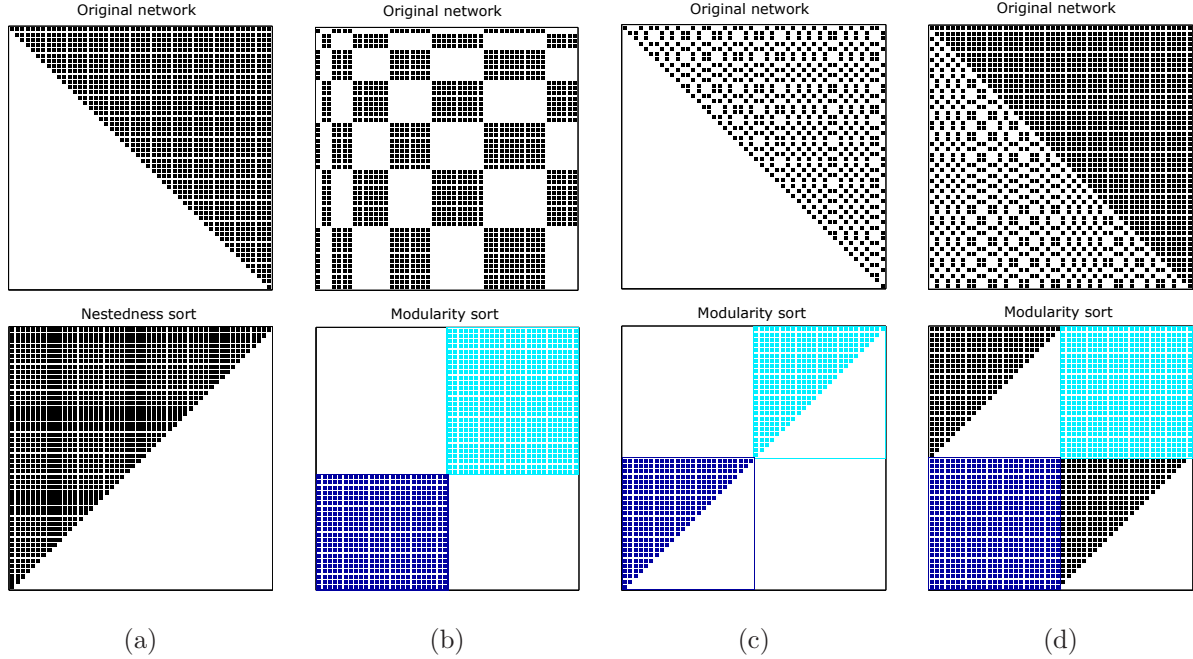 Original network
Original network
Original network
Original network
Nestedness sort
Modularity sort
Modularity sort
Modularity sort
(a)
(b)
(c)
(d)